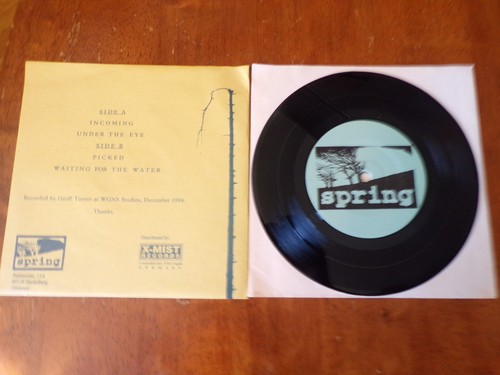 SIDE A
INCOMING
UNDER THE EYE
SIDE B
PICKED
WAITING FOR THE WATER
Recorded by Geoff Turner at WGNS Studios, December 1994.
Thanks.
spring
X-MIST
RECORDS
GERMANY
spring